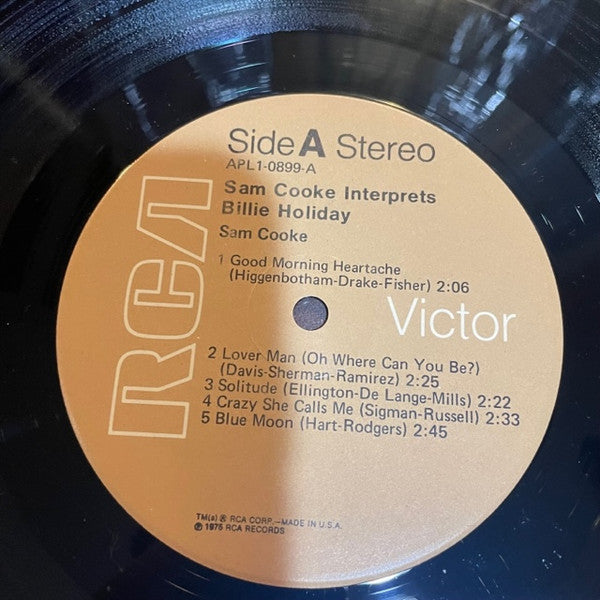 Side A Stereo
APL1-0899-A
Sam Cooke Interprets
Billie Holiday
Sam Cooke
1 Good Morning Heartache
(Higgenbotham-Drake-Fisher) 2:06
RCA
Victor
2 Lover Man (Oh Where Can You Be?)
(Davis-Sherman-Ramirez) 2:25
3 Solitude (Ellington-De Lange-Mills) 2:22
4 Crazy She Calls Me (Sigman-Russell) 2:33
5 Blue Moon (Hart-Rodgers) 2:45
TM(s) ® RCA CORP.—MADE IN U.S.A.
℗ 1975 RCA RECORDS